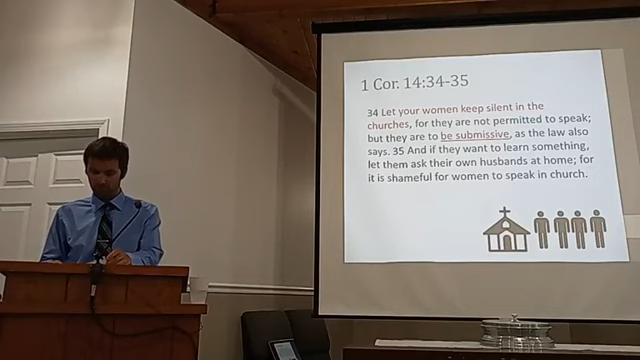 1 Cor. 14:34-35
34 Let your women keep silent in the
churches, for they are not permitted to speak;
but they are to be submissive, as the law also
says. 35 And if they want to learn something,
let them ask their own husbands at home; for
it is shameful for women to speak in church.